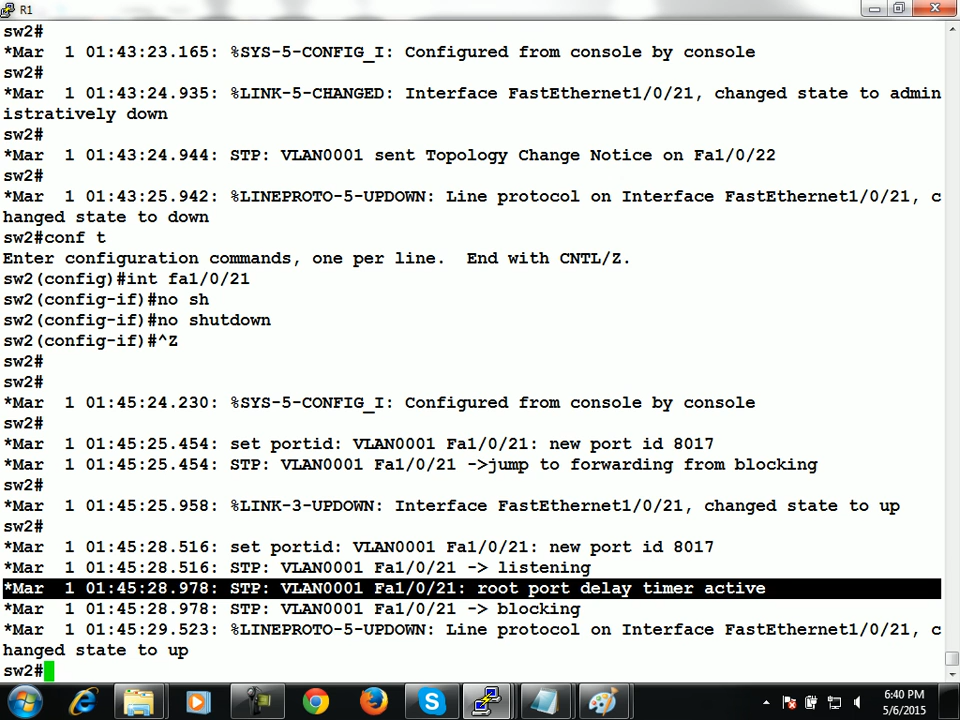 R1
sw2#
*Mar  1 01:43:23.165: %SYS-5-CONFIG_I: Configured from console by console
sw2#
*Mar  1 01:43:24.935: %LINK-5-CHANGED: Interface FastEthernet1/0/21, changed state to admin
istratively down
sw2#
*Mar  1 01:43:24.944: STP: VLAN0001 sent Topology Change Notice on Fa1/0/22
sw2#
*Mar  1 01:43:25.942: %LINEPROTO-5-UPDOWN: Line protocol on Interface FastEthernet1/0/21, c
hanged state to down
sw2#conf t
Enter configuration commands, one per line.  End with CNTL/Z.
sw2(config)#int fa1/0/21
sw2(config-if)#no sh
sw2(config-if)#no shutdown
sw2(config-if)#^Z
sw2#
sw2#
*Mar  1 01:45:24.230: %SYS-5-CONFIG_I: Configured from console by console
sw2#
*Mar  1 01:45:25.454: set portid: VLAN0001 Fa1/0/21: new port id 8017
*Mar  1 01:45:25.454: STP: VLAN0001 Fa1/0/21 ->jump to forwarding from blocking
sw2#
*Mar  1 01:45:25.958: %LINK-3-UPDOWN: Interface FastEthernet1/0/21, changed state to up
sw2#
*Mar  1 01:45:28.516: set portid: VLAN0001 Fa1/0/21: new port id 8017
*Mar  1 01:45:28.516: STP: VLAN0001 Fa1/0/21 -> listening
*Mar  1 01:45:28.978: STP: VLAN0001 Fa1/0/21: root port delay timer active
*Mar  1 01:45:28.978: STP: VLAN0001 Fa1/0/21 -> blocking
*Mar  1 01:45:29.523: %LINEPROTO-5-UPDOWN: Line protocol on Interface FastEthernet1/0/21, c
hanged state to up
sw2#
6:40 PM
5/6/2015